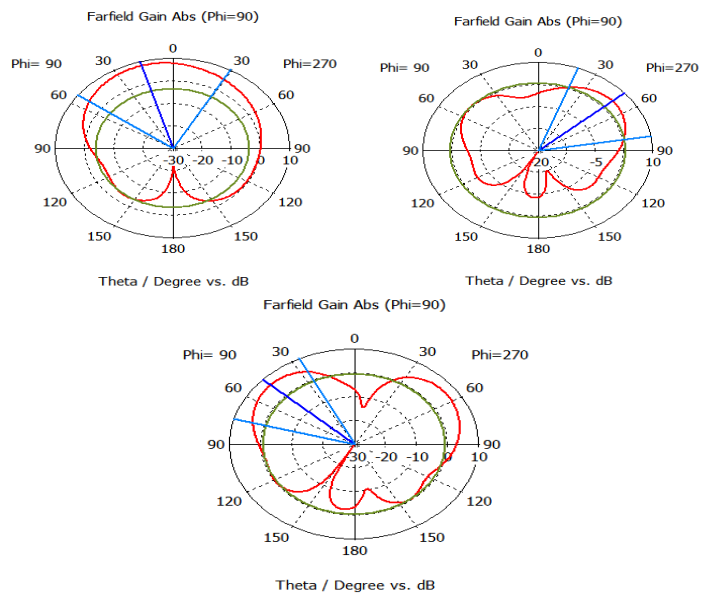 Farfield Gain Abs (Phi=90)
Phi= 90 0 Phi=270
30 30
60 60
90 30 -20 -10 0 10 90
120 120
150 150
180
Theta / Degree vs. dB
Farfield Gain Abs (Phi=90)
Phi= 90 0 Phi=270
30 30
60 60
90 20 -5 10 90
120 120
150 150
180
Theta / Degree vs. dB
Farfield Gain Abs (Phi=90)
Phi= 90 0 Phi=270
30 30
60 60
90 30 -20 -10 0 10 90
120 120
150 150
180
Theta / Degree vs. dB